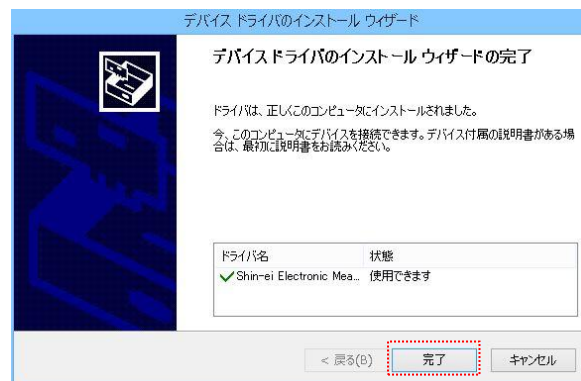 デバイス ドライバのインストール ウィザード
デバイス ドライバのインストール ウィザードの完了
ドライバは、正しくこのコンピュータにインストールされました。
今、このコンピュータにデバイスを接続できます。デバイス付属の説明書がある場
合は、最初に説明書をお読みください。
ドライバ名 状態
Shin-ei Electronic Mea... 使用できます
< 戻る(B) 完了 キャンセル